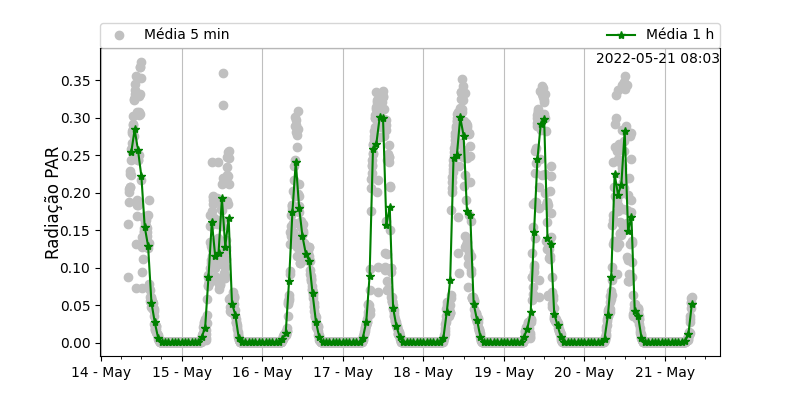 Média 5 min
Média 1 h
2022-05-21 08:03
Radiação PAR
0.35
0.30
0.25
0.20
0.15
0.10
0.05
0.00
14 - May
15 - May
16 - May
17 - May
18 - May
19 - May
20 - May
21 - May